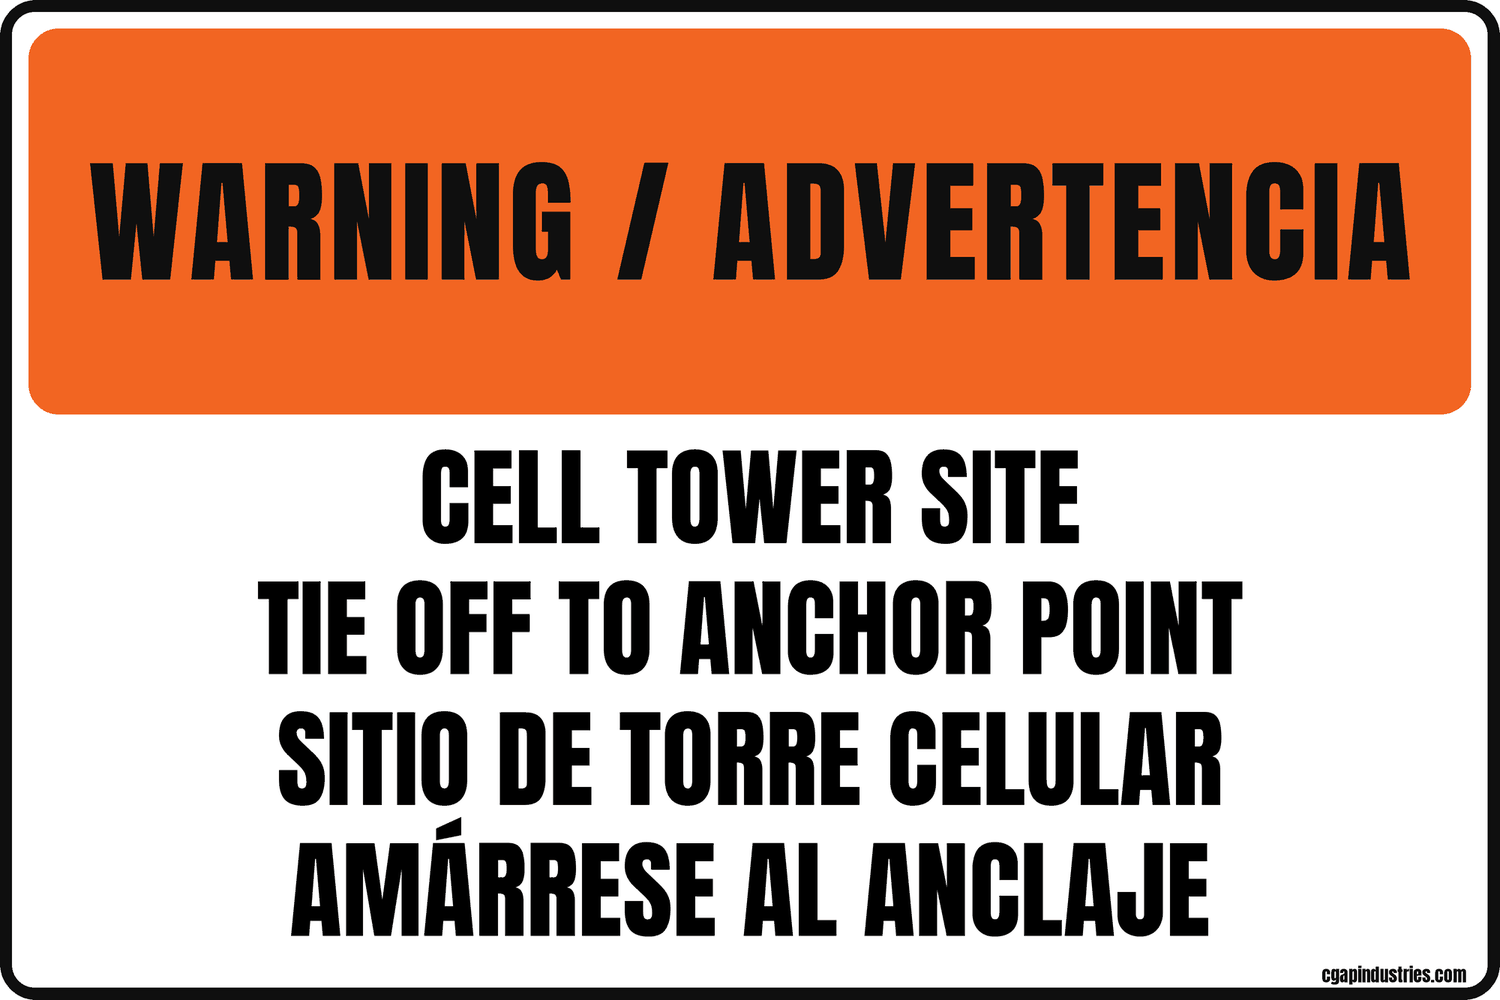 WARNING / ADVERTENCIA
CELL TOWER SITE
TIE OFF TO ANCHOR POINT
SITIO DE TORRE CELULAR
AMÁRRESE AL ANCLAJE
cgapindustries.com